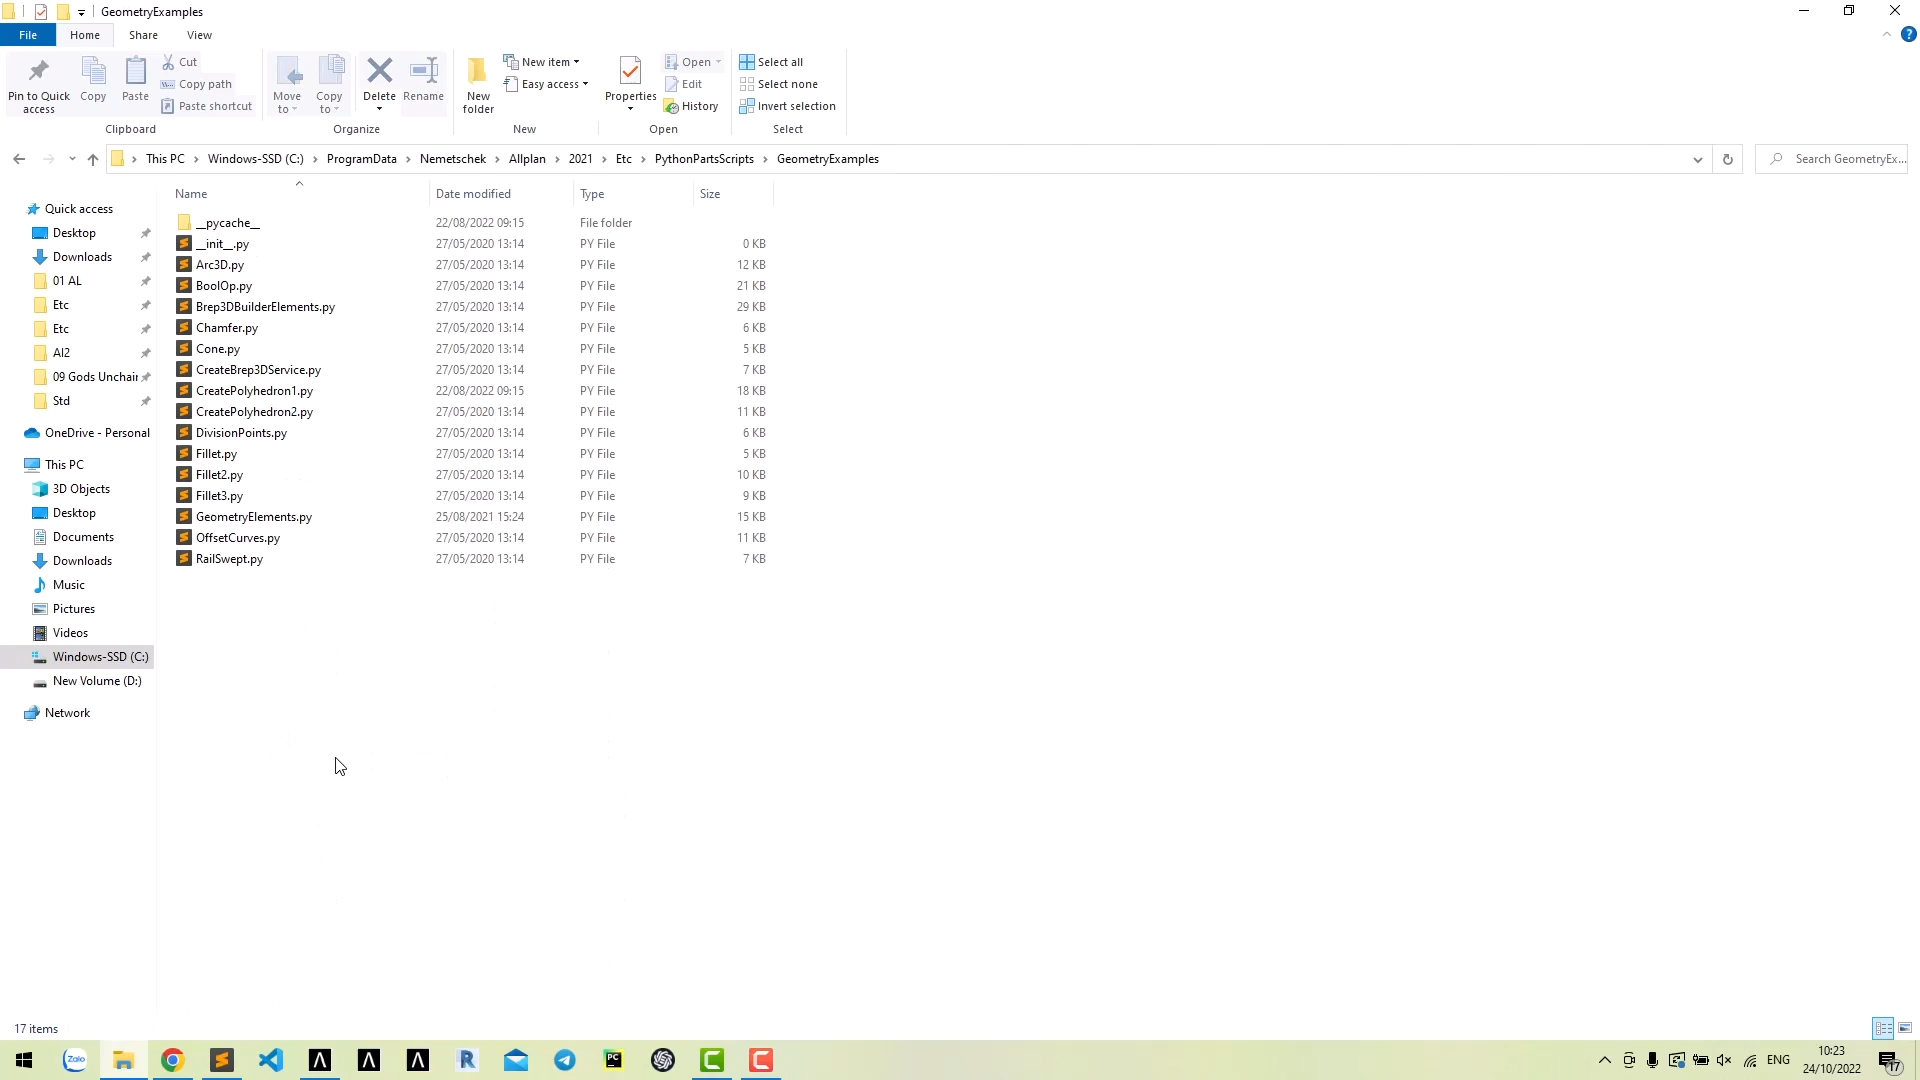 GeometryExamples
File Home Share View
Pin to Quick access
Copy
Paste
Cut
Copy path
Paste shortcut
Clipboard
Move to
Copy to
Delete
Rename
Organize
New folder
New item
Easy access
New
Properties
Open
Edit
History
Open
Select all
Select none
Invert selection
Select
This PC › Windows-SSD (C:) › ProgramData › Nemetschek › Allplan › 2021 › Etc › PythonPartsScripts › GeometryExamples
Search GeometryEx...
Name Date modified Type Size
__pycache__ 22/08/2022 09:15 File folder
__init__.py 27/05/2020 13:14 PY File 0 KB
Arc3D.py 27/05/2020 13:14 PY File 12 KB
BoolOp.py 27/05/2020 13:14 PY File 21 KB
Brep3DBuilderElements.py 27/05/2020 13:14 PY File 29 KB
Chamfer.py 27/05/2020 13:14 PY File 6 KB
Cone.py 27/05/2020 13:14 PY File 5 KB
CreateBrep3DService.py 27/05/2020 13:14 PY File 7 KB
CreatePolyhedron1.py 22/08/2022 09:15 PY File 18 KB
CreatePolyhedron2.py 27/05/2020 13:14 PY File 11 KB
DivisionPoints.py 27/05/2020 13:14 PY File 6 KB
Fillet.py 27/05/2020 13:14 PY File 5 KB
Fillet2.py 27/05/2020 13:14 PY File 10 KB
Fillet3.py 27/05/2020 13:14 PY File 9 KB
GeometryElements.py 25/08/2021 15:24 PY File 15 KB
OffsetCurves.py 27/05/2020 13:14 PY File 11 KB
RailSwept.py 27/05/2020 13:14 PY File 7 KB
Quick access
Desktop
Downloads
01 AL
Etc
Etc
AI2
09 Gods Unchair
Std
OneDrive - Personal
This PC
3D Objects
Desktop
Documents
Downloads
Music
Pictures
Videos
Windows-SSD (C:)
New Volume (D:)
Network
17 items
Zalo
R
PC
ENG
10:23
24/10/2022
17